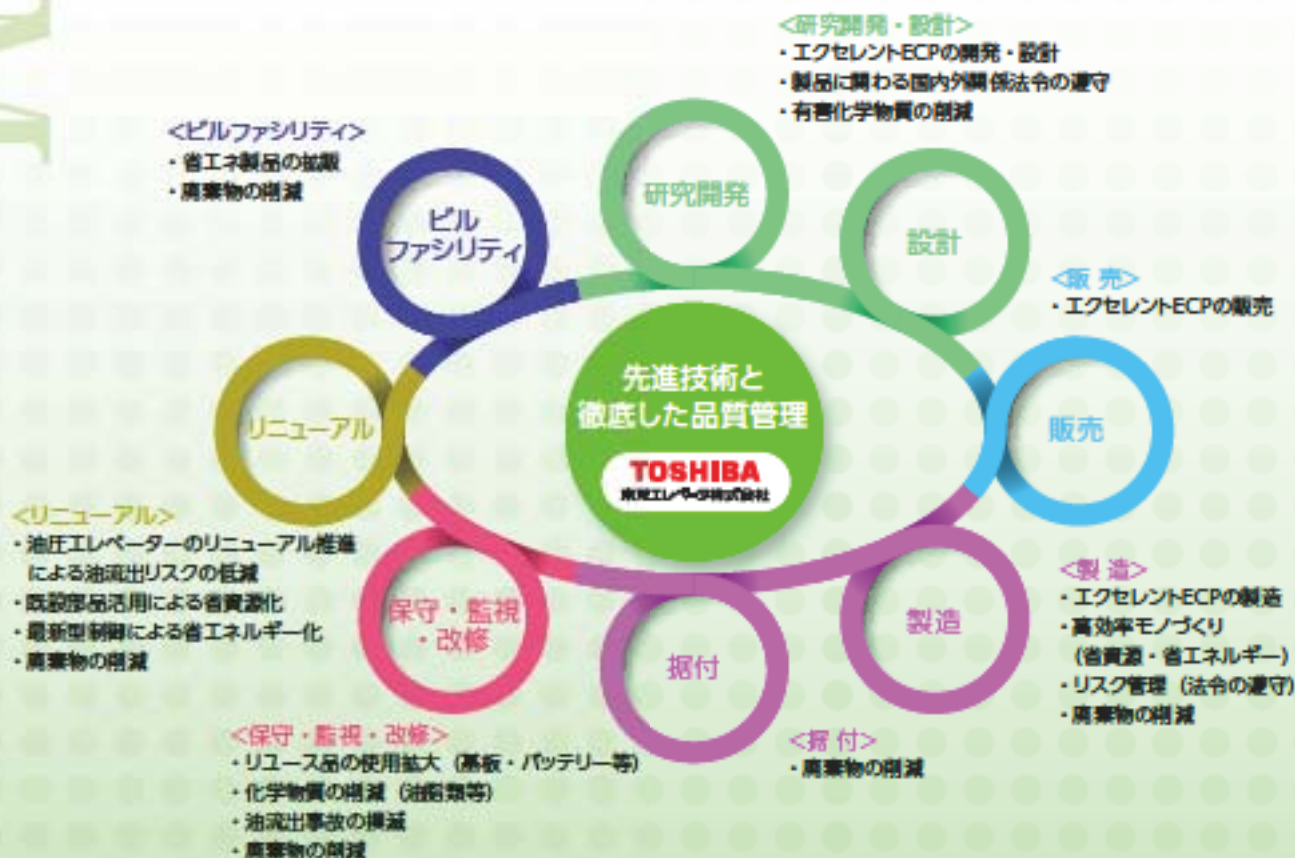 <研究開発・設計>
・エクセレントECPの開発・設計
・製品に関わる国内外関係法令の遵守
・有害化学物質の削減
<ビルファシリティ>
・省エネ製品の拡販
・廃棄物の削減
研究開発
ビル
ファシリティ
設計
<販 売>
・エクセレントECPの販売
先進技術と
徹底した品質管理
TOSHIBA
東芝エレベータ株式会社
リニューアル
販売
<リニューアル>
・油圧エレベーターのリニューアル推進
による油流出リスクの低減
・既設部品活用による省資源化
・最新型制御による省エネルギー化
・廃棄物の削減
保守・監視
・改修
据付
製造
<製 造>
・エクセレントECPの製造
・高効率モノづくり
(省資源・省エネルギー)
・リスク管理(法令の遵守)
・廃棄物の削減
<保守・監視・改修>
・リユース品の使用拡大(基板・バッテリー等)
・化学物質の削減(油脂類等)
・油流出事故の撲滅
・廃棄物の削減
<据 付>
・廃棄物の削減